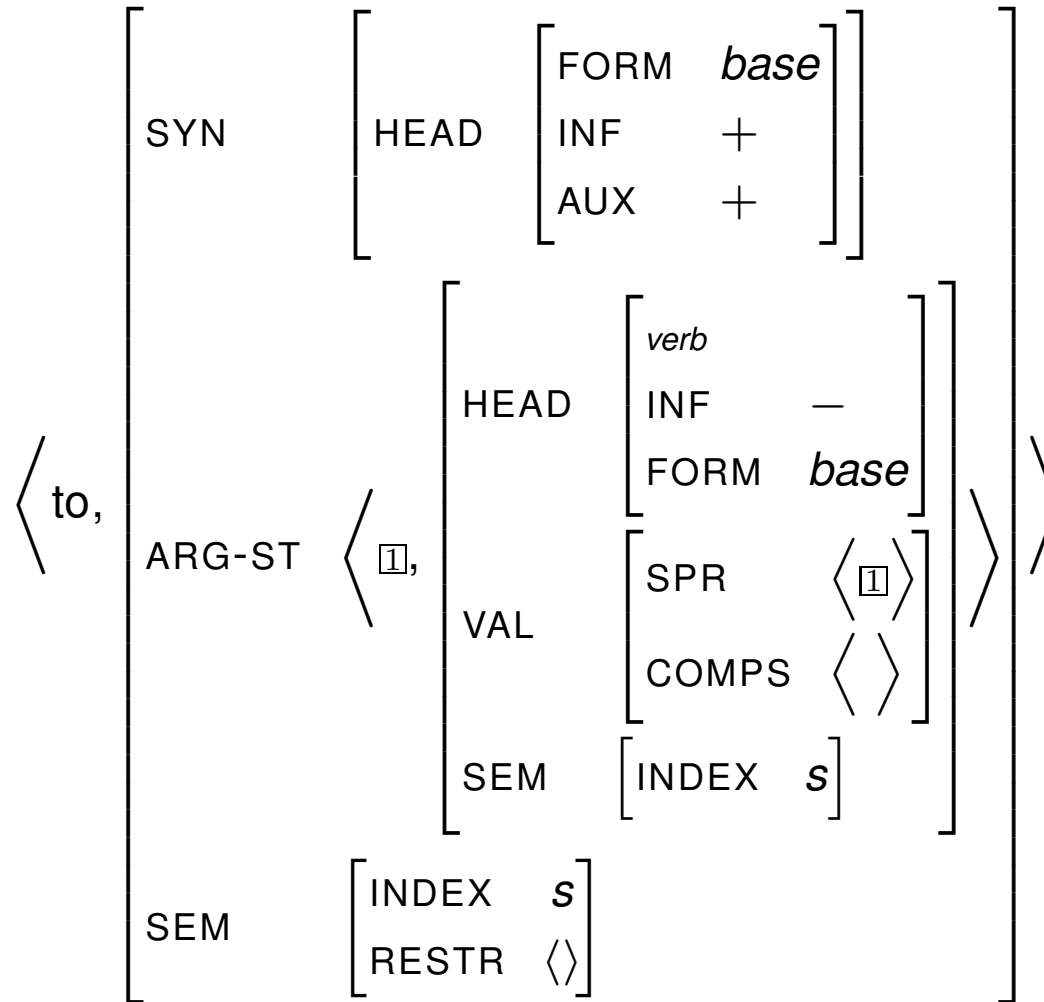 FORM base
SYN HEAD INF +
AUX +
verb
HEAD INF −
FORM base
⟨ to, ARG-ST ⟨ 1, SPR ⟨ 1 ⟩ ⟩ ⟩
VAL
COMPS ⟨ ⟩
SEM [INDEX s]
INDEX s
SEM
RESTR ⟨⟩